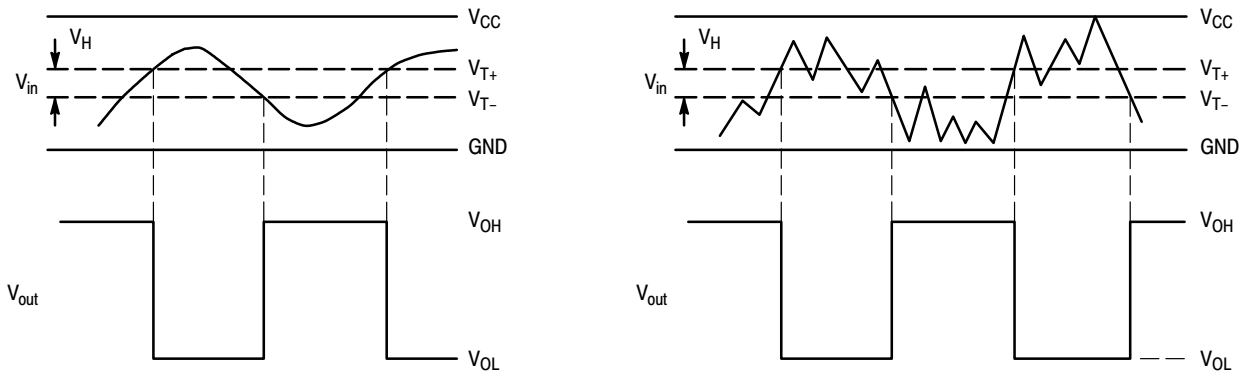 V_CC
V_H
V_T+
V_in
V_T−
GND
V_OH
V_out
V_OL
V_CC
V_H
V_T+
V_in
V_T−
GND
V_OH
V_out
V_OL